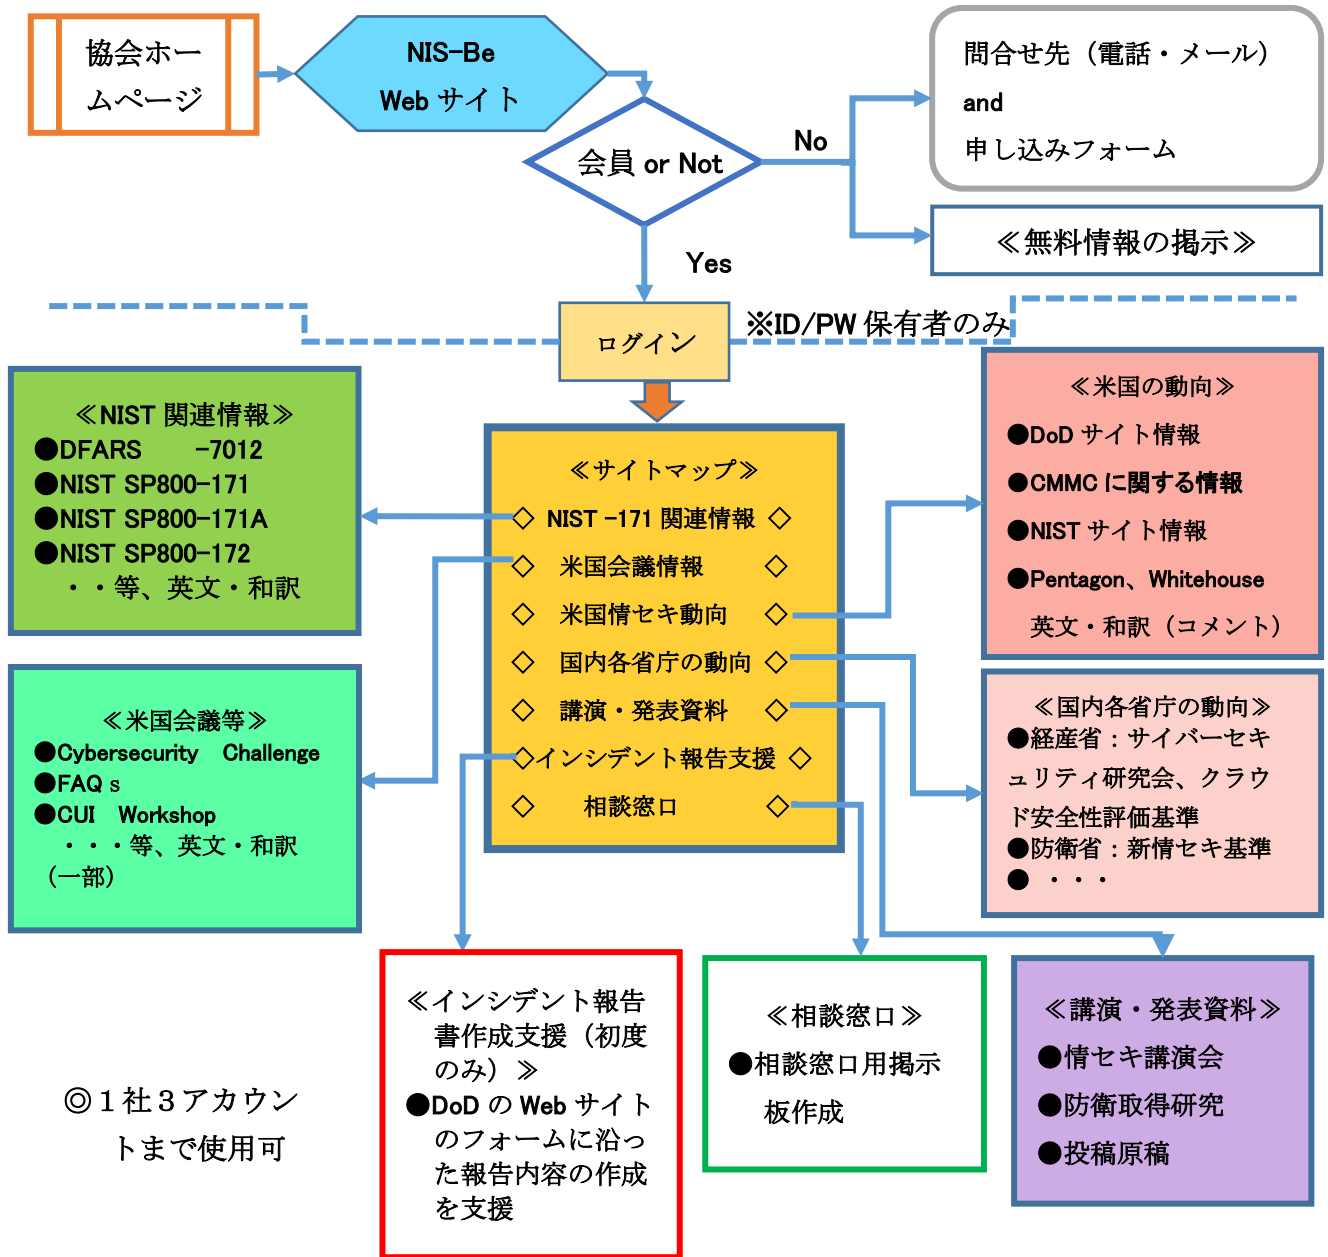 協会ホー
ムページ
NIS-Be
Web サイト
会員 or Not
No
Yes
問合せ先（電話・メール）
and
申し込みフォーム
≪無料情報の掲示≫
ログイン
※ID/PW 保有者のみ
≪NIST 関連情報≫
●DFARS　　-7012
●NIST SP800-171
●NIST SP800-171A
●NIST SP800-172
・・等、英文・和訳
≪米国会議等≫
●Cybersecurity　Challenge
●FAQｓ
●CUI　Workshop
・・・等、英文・和訳
（一部）
≪サイトマップ≫
◇ NIST -171 関連情報 ◇
◇　米国会議情報　　◇
◇　米国情セキ動向　◇
◇　国内各省庁の動向 ◇
◇　講演・発表資料　◇
◇インシデント報告支援 ◇
◇　　相談窓口　　　◇
≪米国の動向≫
●DoD サイト情報
●CMMC に関する情報
●NIST サイト情報
●Pentagon、Whitehouse
英文・和訳（コメント）
≪国内各省庁の動向≫
●経産省：サイバーセキ
ュリティ研究会、クラウ
ド安全性評価基準
●防衛省：新情セキ基準
●　・・・
≪インシデント報告
書作成支援（初度
のみ）≫
●DoD の Web サイト
のフォームに沿っ
た報告内容の作成
を支援
≪相談窓口≫
●相談窓口用掲示
板作成
≪講演・発表資料≫
●情セキ講演会
●防衛取得研究
●投稿原稿
◎１社３アカウン
トまで使用可